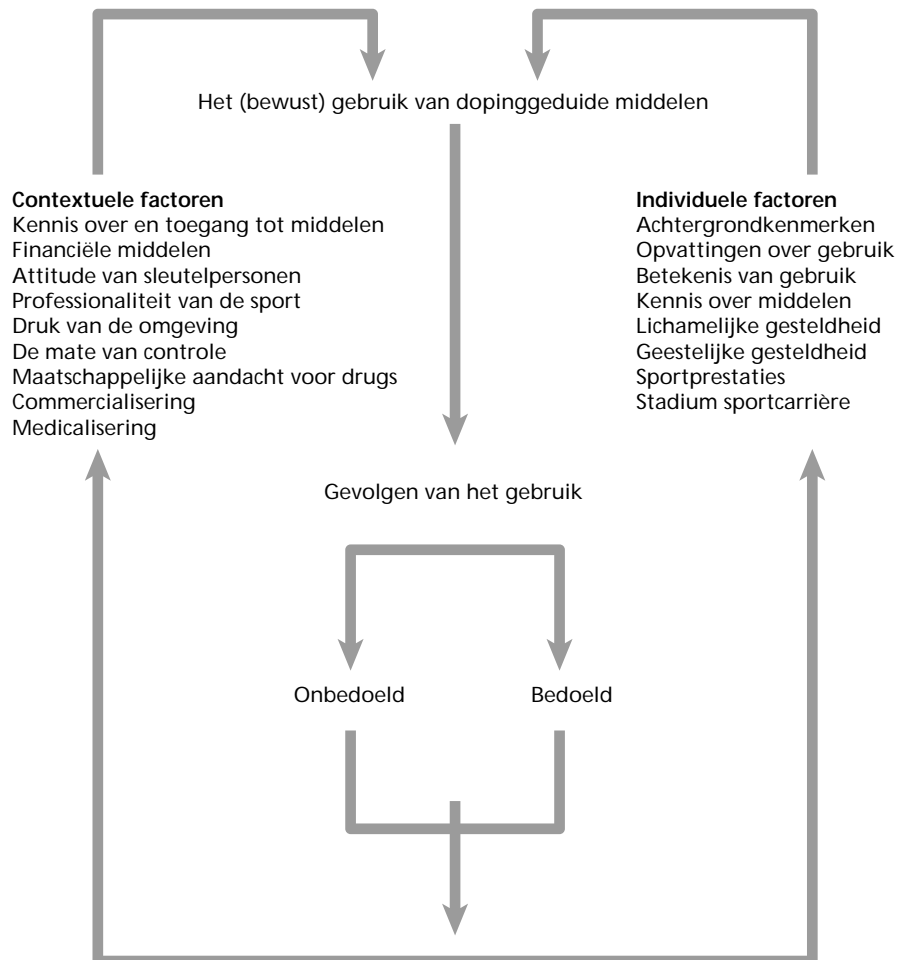 Het (bewust) gebruik van dopinggeduide middelen
Contextuele factoren
Kennis over en toegang tot middelen
Financiële middelen
Attitude van sleutelpersonen
Professionaliteit van de sport
Druk van de omgeving
De mate van controle
Maatschappelijke aandacht voor drugs
Commercialisering
Medicalisering
Individuele factoren
Achtergrondkenmerken
Opvattingen over gebruik
Betekenis van gebruik
Kennis over middelen
Lichamelijke gesteldheid
Geestelijke gesteldheid
Sportprestaties
Stadium sportcarrière
Gevolgen van het gebruik
Onbedoeld
Bedoeld